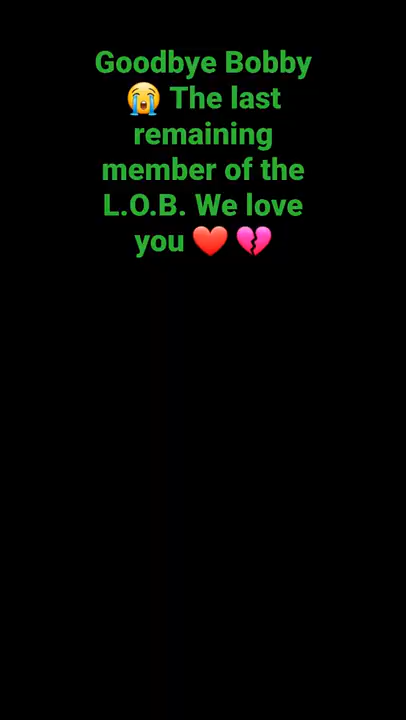 Goodbye Bobby
😭 The last
remaining
member of the
L.O.B. We love
you ❤️ 💔